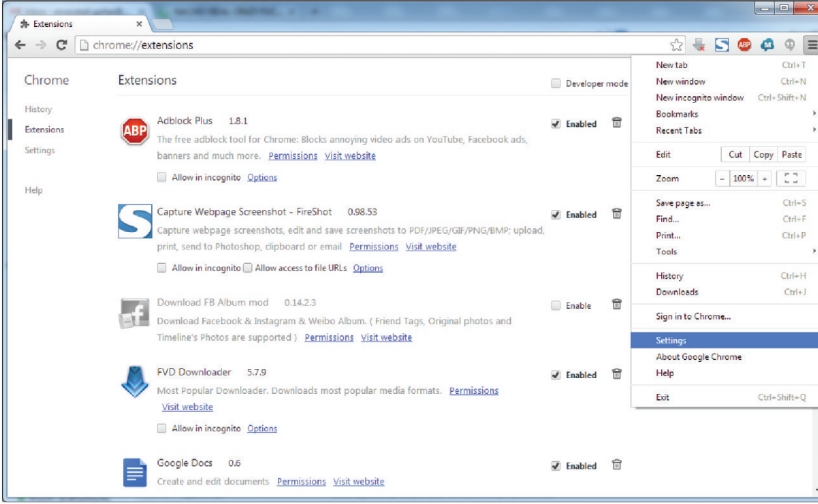 Extensions
chrome://extensions
ABP
Chrome
Extensions
Developer mode
History
Extensions
Settings
Help
ABP
Adblock Plus 1.8.1
Enabled
The free adblock tool for Chrome: Blocks annoying video ads on YouTube, Facebook ads,
banners and much more. Permissions Visit website
Allow in incognito Options
Capture Webpage Screenshot - FireShot 0.98.53
Enabled
Capture webpage screenshots, edit and save screenshots to PDF/JPEG/GIF/PNG/BMP; upload,
print, send to Photoshop, clipboard or email Permissions Visit website
Allow in incognito Allow access to file URLs Options
Download FB Album mod 0.14.2.3
Enable
Download Facebook & Instagram & Weibo Album. ( Friend Tags, Original photos and
Timeline's Photos are supported ) Permissions Visit website
FVD Downloader 5.7.9
Enabled
Most Popular Downloader. Downloads most popular media formats. Permissions
Visit website
Allow in incognito Options
Google Docs 0.6
Enabled
Create and edit documents Permissions Visit website
New tab Ctrl+T
New window Ctrl+N
New incognito window Ctrl+Shift+N
Bookmarks
Recent Tabs
Edit Cut Copy Paste
Zoom - 100% +
Save page as... Ctrl+S
Find... Ctrl+F
Print... Ctrl+P
Tools
History Ctrl+H
Downloads Ctrl+J
Sign in to Chrome...
Settings
About Google Chrome
Help
Exit Ctrl+Shift+Q